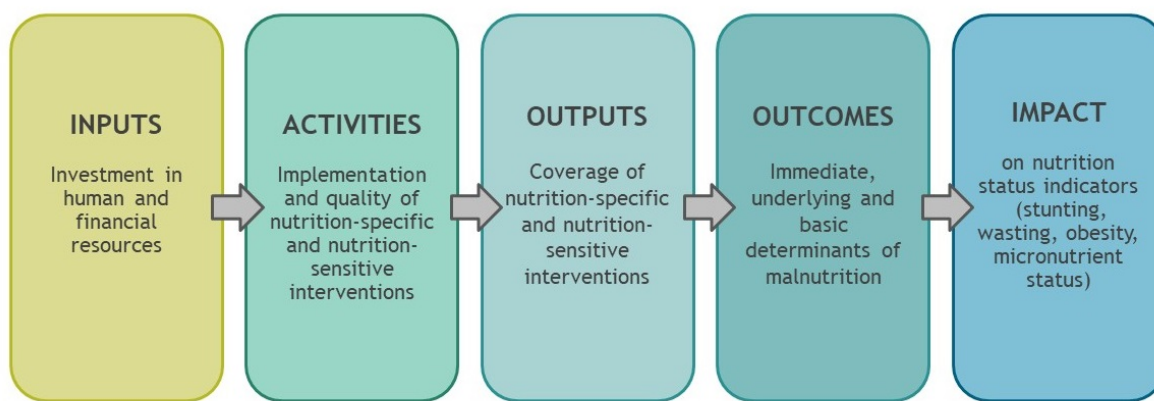 INPUTS
Investment in
human and
financial
resources
ACTIVITIES
Implementation
and quality of
nutrition-specific
and nutrition-
sensitive
interventions
OUTPUTS
Coverage of
nutrition-specific
and nutrition-
sensitive
interventions
OUTCOMES
Immediate,
underlying and
basic
determinants of
malnutrition
IMPACT
on nutrition
status indicators
(stunting,
wasting, obesity,
micronutrient
status)